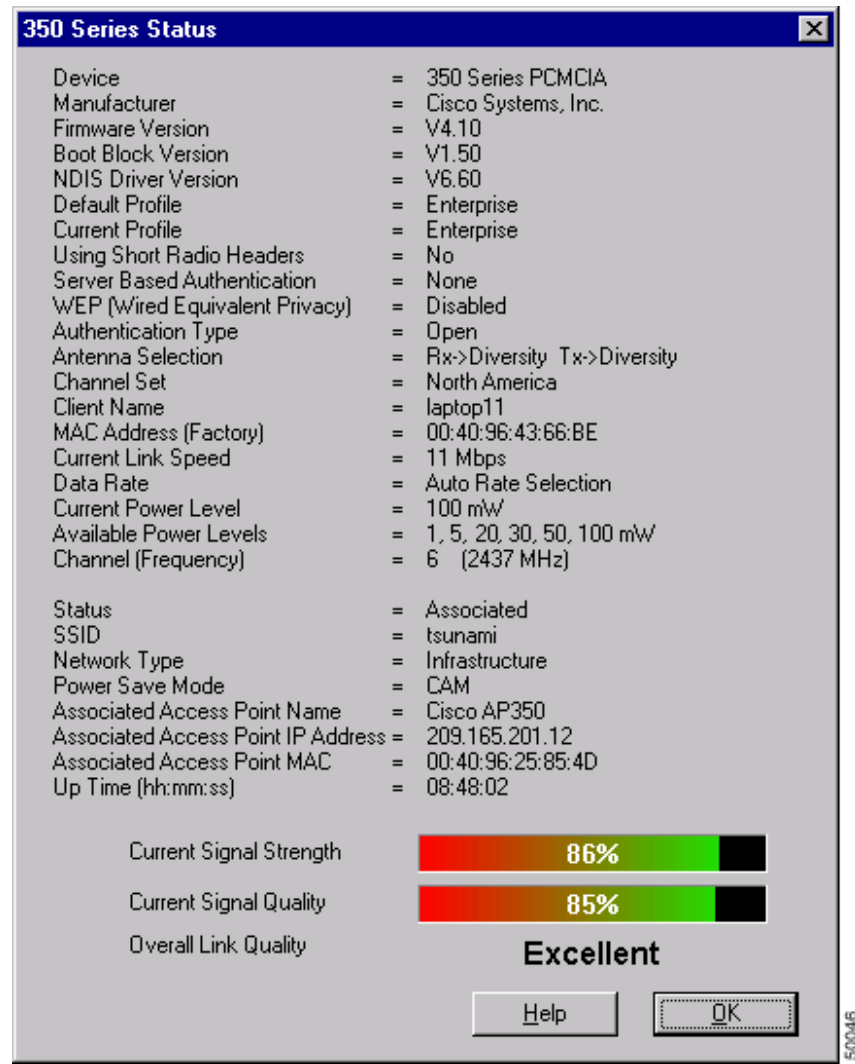 350 Series Status
Device = 350 Series PCMCIA
Manufacturer = Cisco Systems, Inc.
Firmware Version = V4.10
Boot Block Version = V1.50
NDIS Driver Version = V6.60
Default Profile = Enterprise
Current Profile = Enterprise
Using Short Radio Headers = No
Server Based Authentication = None
WEP (Wired Equivalent Privacy) = Disabled
Authentication Type = Open
Antenna Selection = Rx->Diversity Tx->Diversity
Channel Set = North America
Client Name = laptop11
MAC Address (Factory) = 00:40:96:43:66:BE
Current Link Speed = 11 Mbps
Data Rate = Auto Rate Selection
Current Power Level = 100 mW
Available Power Levels = 1, 5, 20, 30, 50, 100 mW
Channel (Frequency) = 6 (2437 MHz)
Status = Associated
SSID = tsunami
Network Type = Infrastructure
Power Save Mode = CAM
Associated Access Point Name = Cisco AP350
Associated Access Point IP Address = 209.165.201.12
Associated Access Point MAC = 00:40:96:25:85:4D
Up Time (hh:mm:ss) = 08:48:02
Current Signal Strength 86%
Current Signal Quality 85%
Overall Link Quality Excellent
Help OK
50046